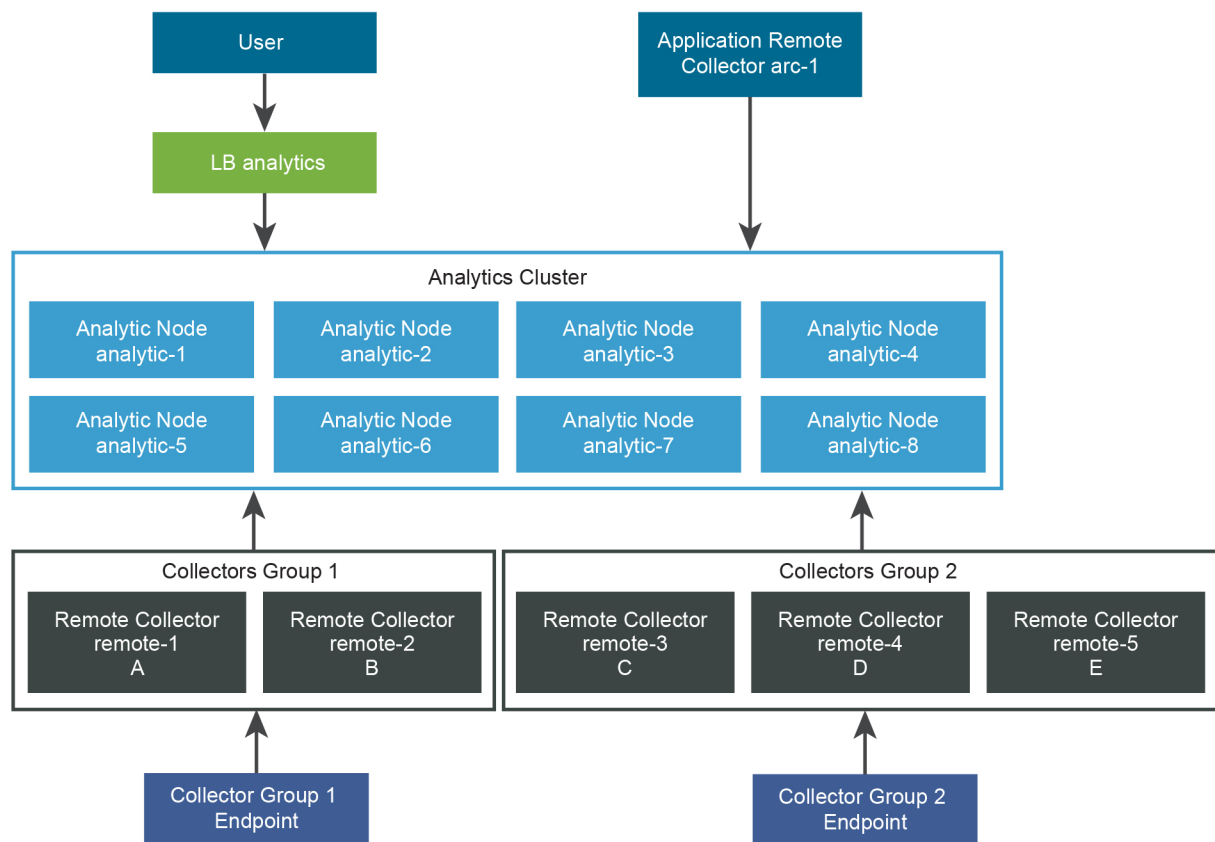 User
Application Remote
Collector arc-1
LB analytics
Analytics Cluster
Analytic Node
analytic-1
Analytic Node
analytic-2
Analytic Node
analytic-3
Analytic Node
analytic-4
Analytic Node
analytic-5
Analytic Node
analytic-6
Analytic Node
analytic-7
Analytic Node
analytic-8
Collectors Group 1
Remote Collector
remote-1
A
Remote Collector
remote-2
B
Collectors Group 2
Remote Collector
remote-3
C
Remote Collector
remote-4
D
Remote Collector
remote-5
E
Collector Group 1
Endpoint
Collector Group 2
Endpoint